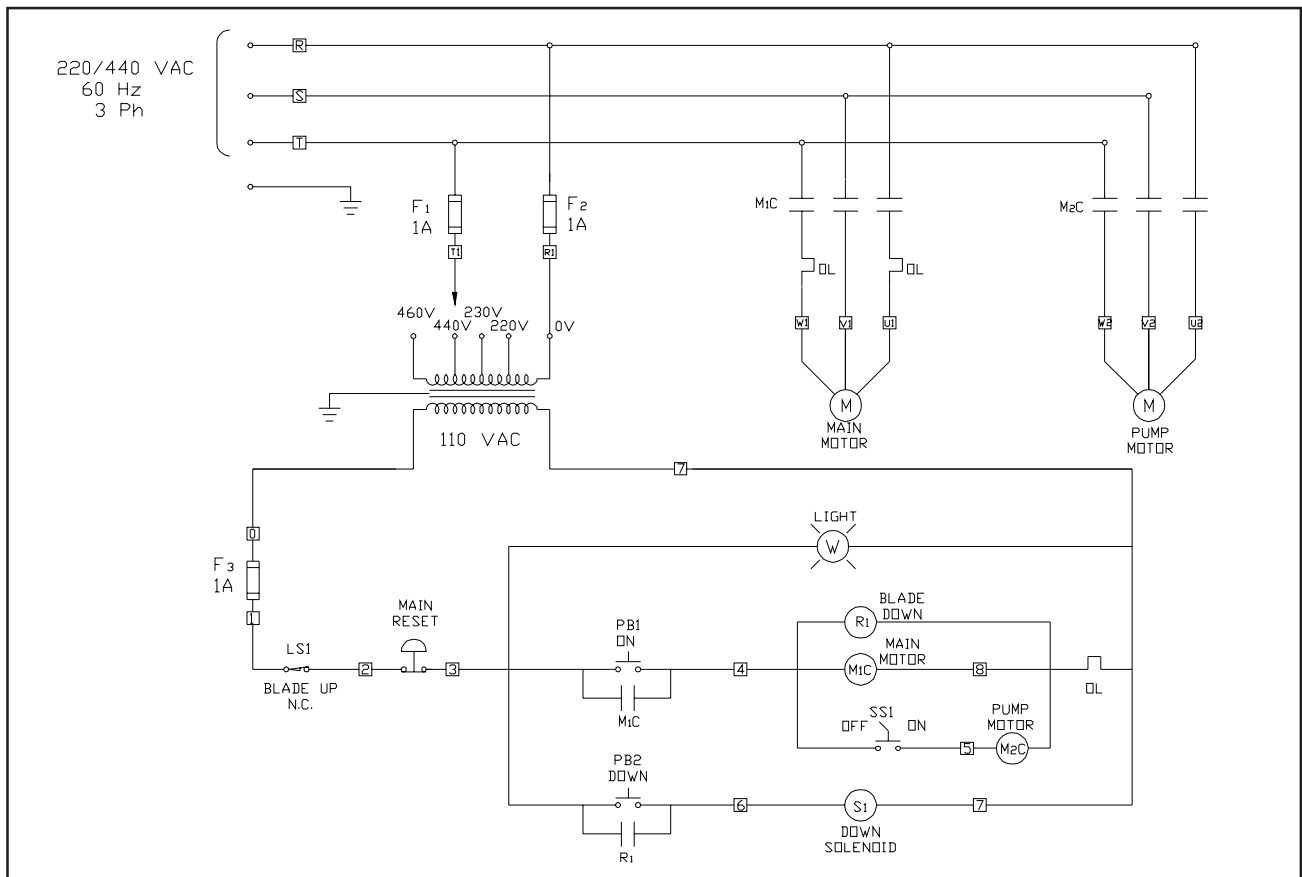 220/440 VAC
60 Hz
3 Ph
R
S
T
F1
1A
F2
1A
T1
R1
460V
440V
230V
220V
0V
110 VAC
M1C
OL
OL
W1
V1
U1
M
MAIN
MOTOR
M2C
W2
V2
U2
M
PUMP
MOTOR
7
0
F3
1A
1
LS1
BLADE UP
N.C.
2
MAIN
RESET
3
LIGHT
W
PB1
ON
M1C
4
BLADE
DOWN
R1
MAIN
MOTOR
M1C
8
OL
SS1
OFF
ON
5
PUMP
MOTOR
M2C
PB2
DOWN
R1
6
S1
DOWN
SOLENOID
7